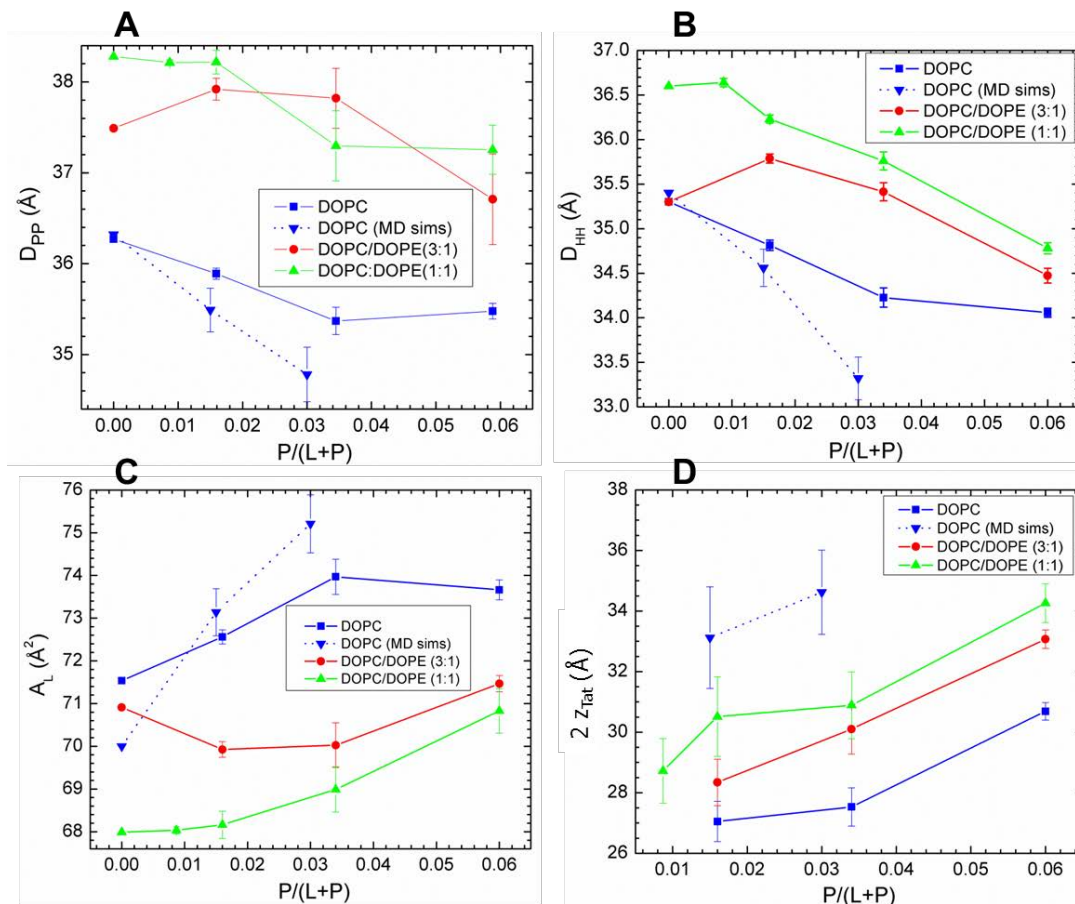 A
38
37
36
35
D_PP (Å)
DOPC
DOPC (MD sims)
DOPC/DOPE(3:1)
DOPC:DOPE(1:1)
0.00 0.01 0.02 0.03 0.04 0.05 0.06
P/(L+P)
B
37.0
36.5
36.0
35.5
35.0
34.5
34.0
33.5
33.0
D_HH (Å)
DOPC
DOPC (MD sims)
DOPC/DOPE (3:1)
DOPC/DOPE (1:1)
0.00 0.01 0.02 0.03 0.04 0.05 0.06
P/(L+P)
C
76
75
74
73
72
71
70
69
68
A_L (Å²)
DOPC
DOPC (MD sims)
DOPC/DOPE (3:1)
DOPC/DOPE (1:1)
0.00 0.01 0.02 0.03 0.04 0.05 0.06
P/(L+P)
D
36
34
32
30
28
26
2 z_Tat (Å)
DOPC
DOPC (MD sims)
DOPC/DOPE (3:1)
DOPC/DOPE (1:1)
0.01 0.02 0.03 0.04 0.05 0.06
P/(L+P)